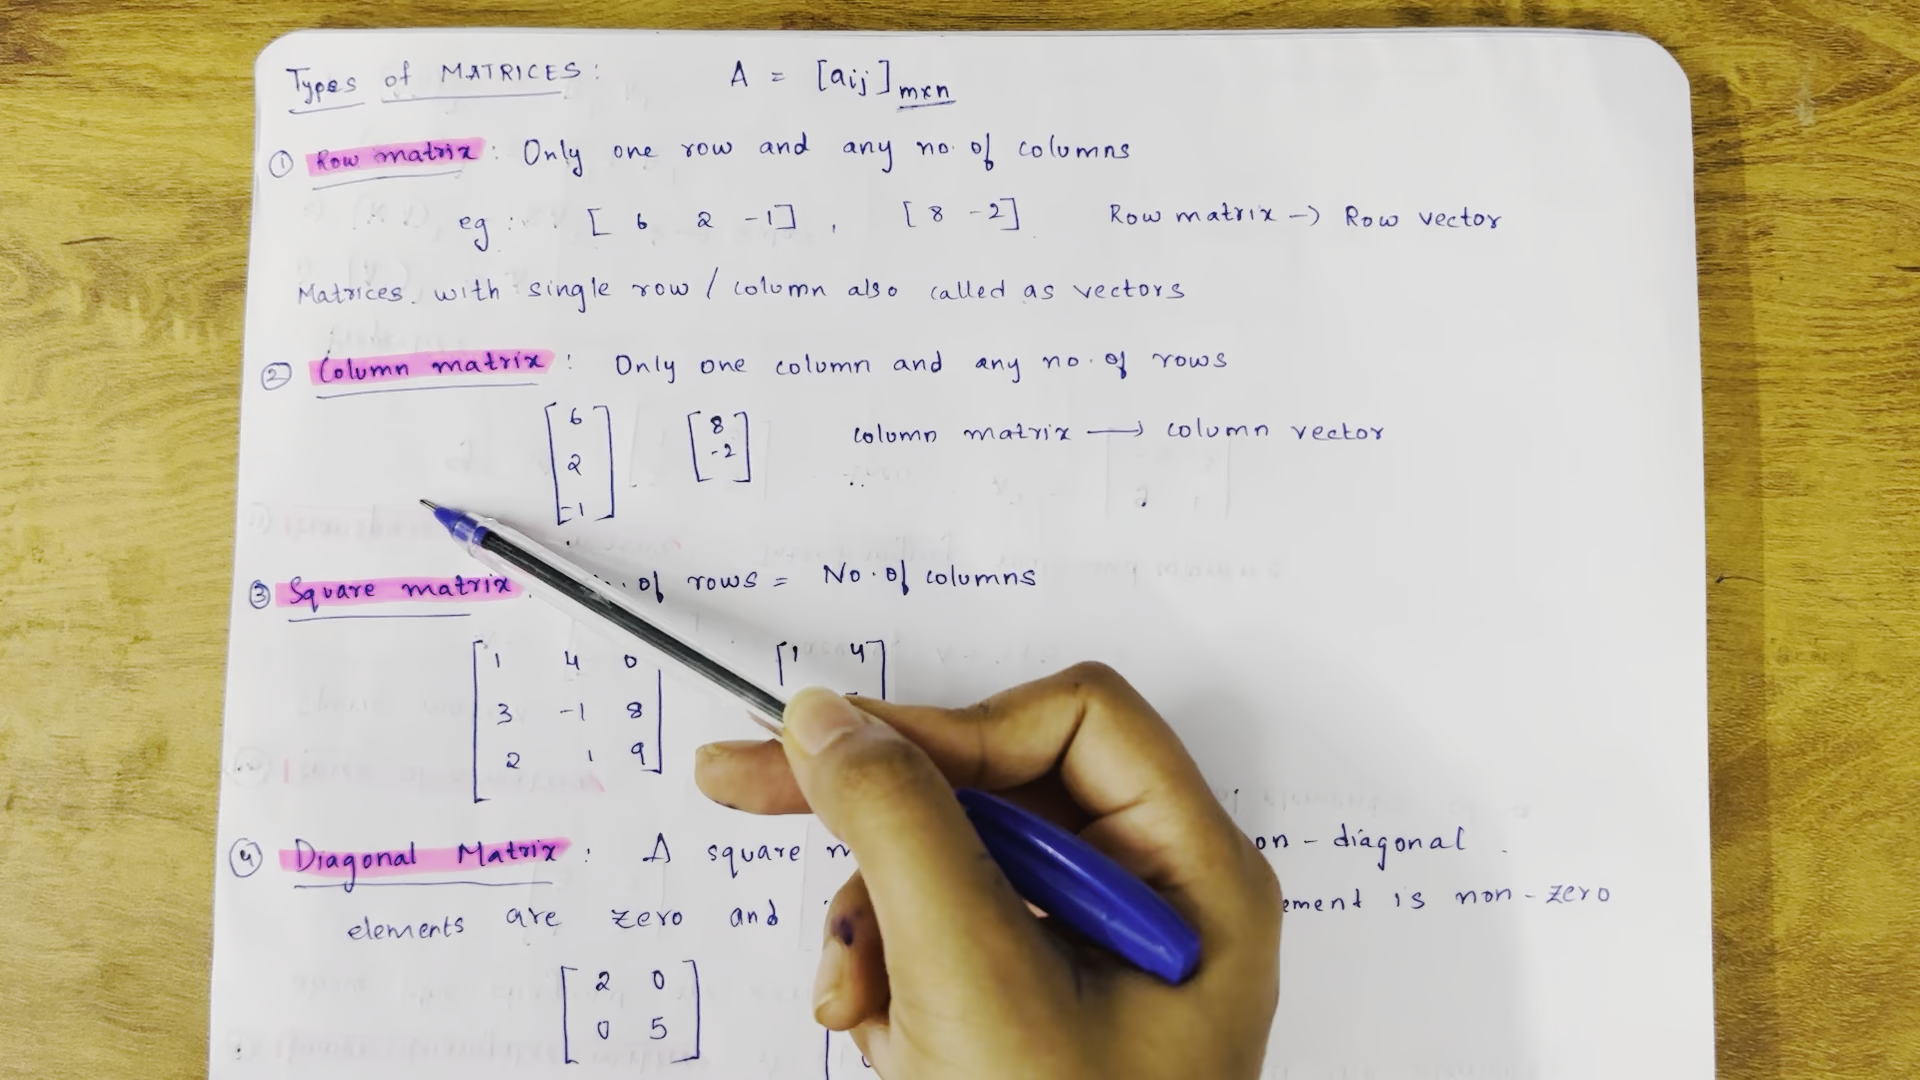 Types of MATRICES : A = [aij] mxn
① Row matrix : Only one row and any no. of columns
eg : [ 6 2 -1 ] , [ 8 -2 ] Row matrix -> Row vector
Matrices with single row / column also called as vectors
② Column matrix : Only one column and any no. of rows
[ 6 [ 8 column matrix —> column vector
2 -2 ]
-1 ]
③ Square matrix of rows = No. of columns
[ 1 4 0 [ 1 4 ]
3 -1 8
2 1 9 ]
④ Diagonal Matrix : A square on - diagonal
elements are zero and ement is non - zero
[ 2 0
0 5 ]